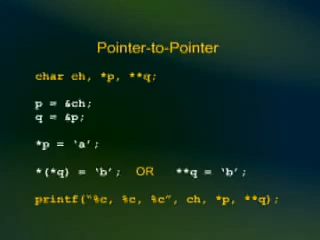 Pointer-to-Pointer
char ch, *p, **q;
p = &ch;
q = &p;
*p = ‘a’;
*(*q) = ‘b’; OR **q = ‘b’;
printf(“%c, %c, %c”, ch, *p, **q);